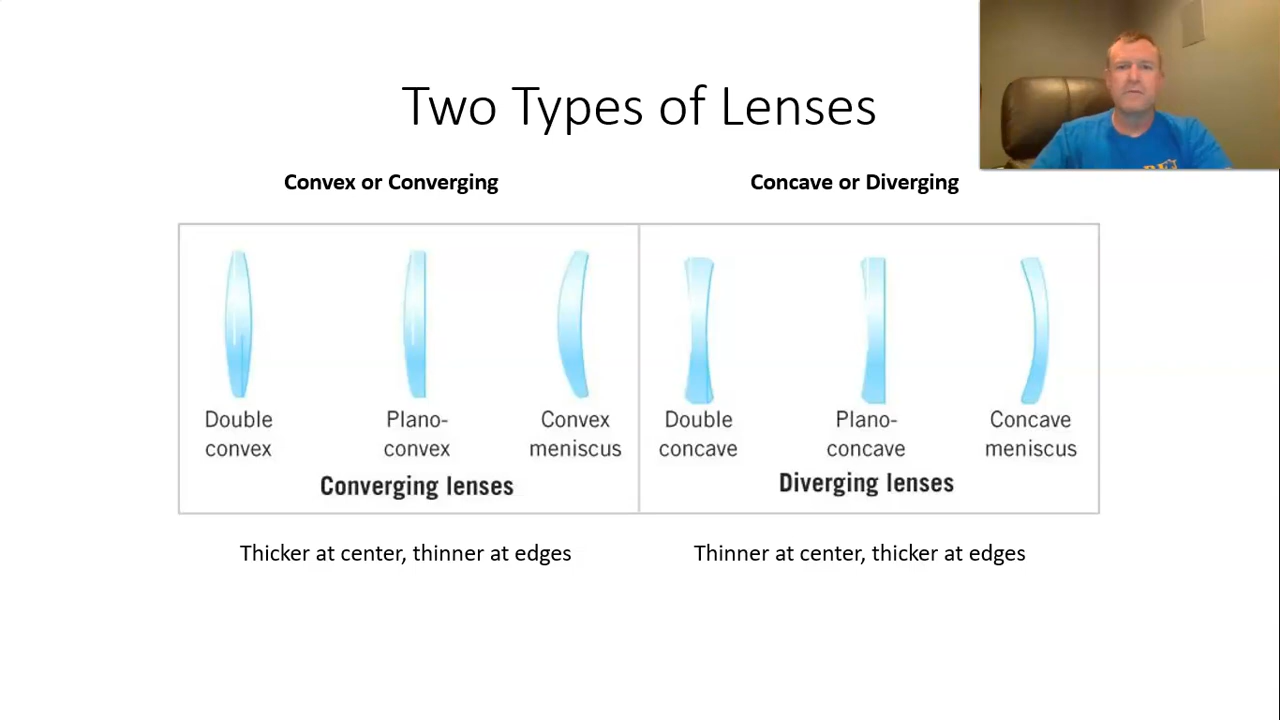 Two Types of Lenses
Convex or Converging
Concave or Diverging
Double
convex
Plano-
convex
Convex
meniscus
Converging lenses
Double
concave
Plano-
concave
Concave
meniscus
Diverging lenses
Thicker at center, thinner at edges
Thinner at center, thicker at edges